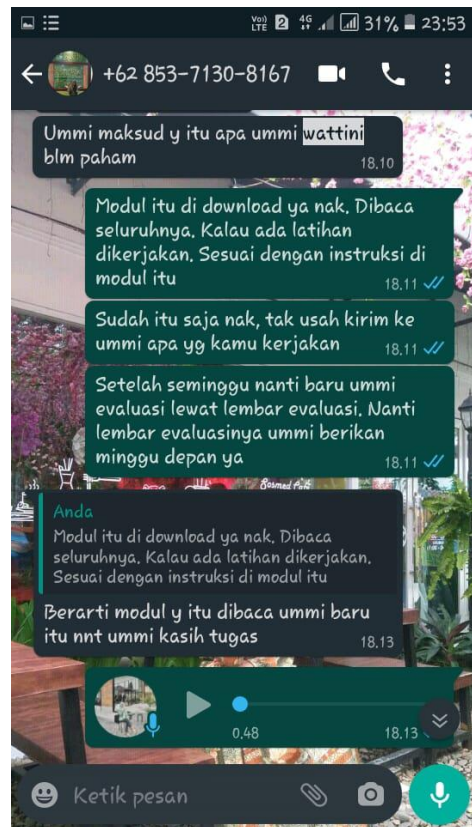 Voi) LTE 2 4G 31% 23:53
+62 853-7130-8167
Ummi maksud y itu apa ummi wattini
blm paham
18.10
Modul itu di download ya nak. Dibaca
seluruhnya. Kalau ada latihan
dikerjakan. Sesuai dengan instruksi di
modul itu
18.11
Sudah itu saja nak, tak usah kirim ke
ummi apa yg kamu kerjakan
18.11
Setelah seminggu nanti baru ummi
evaluasi lewat lembar evaluasi. Nanti
lembar evaluasinya ummi berikan
minggu depan ya
18.11
Anda
Modul itu di download ya nak. Dibaca
seluruhnya. Kalau ada latihan dikerjakan.
Sesuai dengan instruksi di modul itu
Berarti modul y itu dibaca ummi baru
itu nnt ummi kasih tugas
18.13
0.48
18.13
Ketik pesan